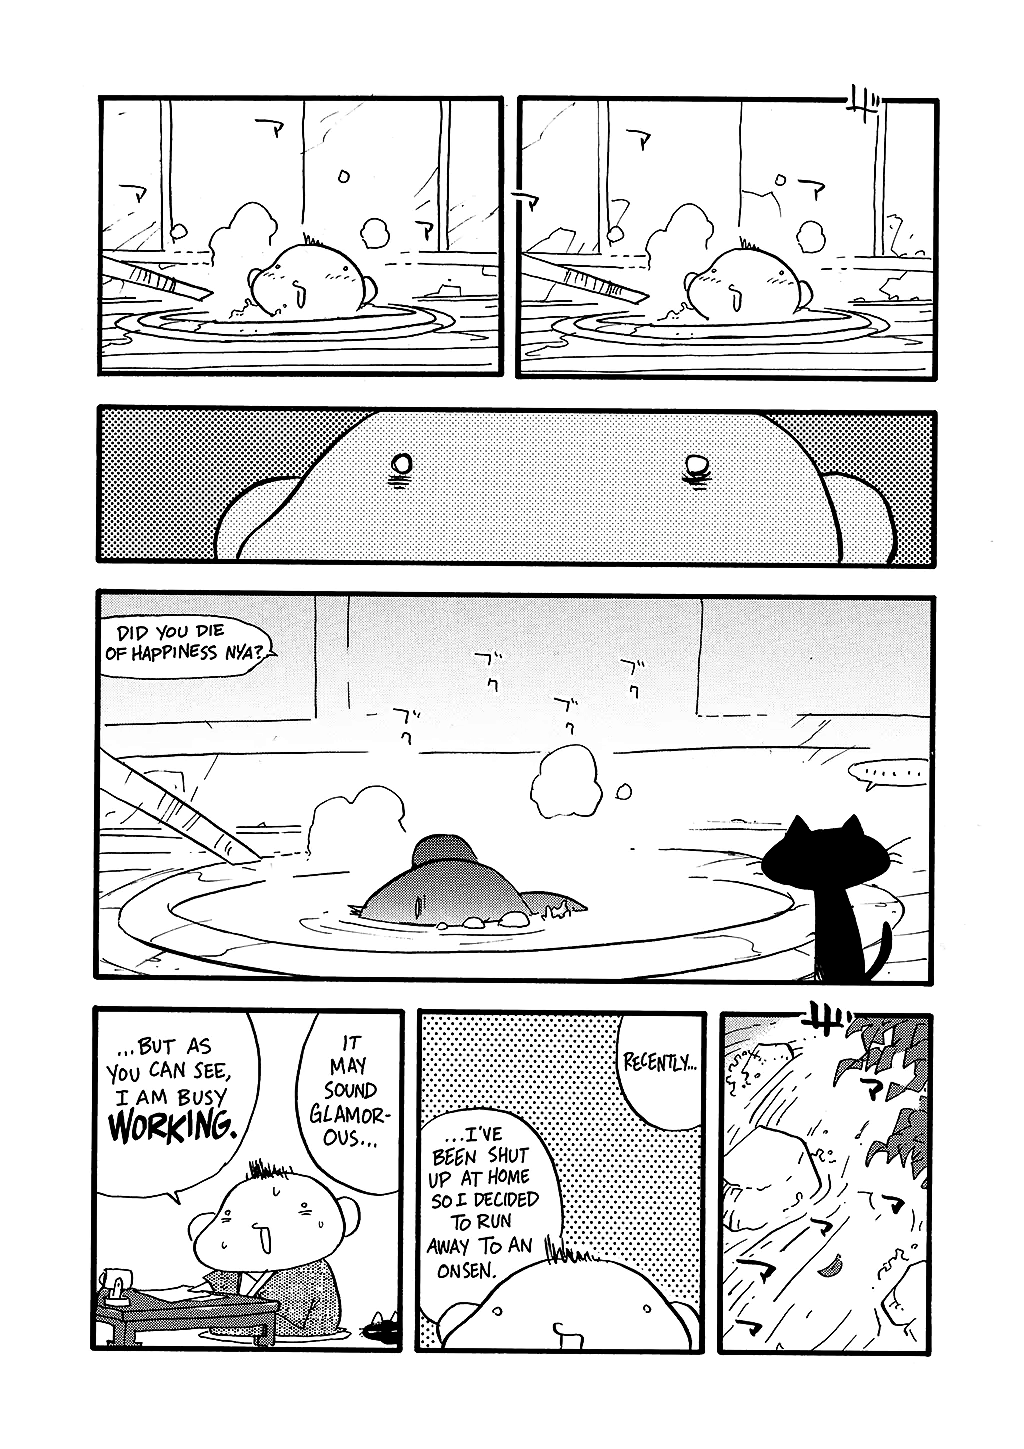 ザ
ア
ア
ア
ア
ア
ア
ブク
ブク
ブク
ブク
.......
DID YOU DIE
OF HAPPINESS NYA?
ザ
ア
ア
ア
ア
ア
RECENTLY...
...I'VE
BEEN SHUT
UP AT HOME
SO I DECIDED
TO RUN
AWAY TO AN
ONSEN.
IT
MAY
SOUND
GLAMOR-
OUS...
...BUT AS
YOU CAN SEE,
I AM BUSY
WORKING.